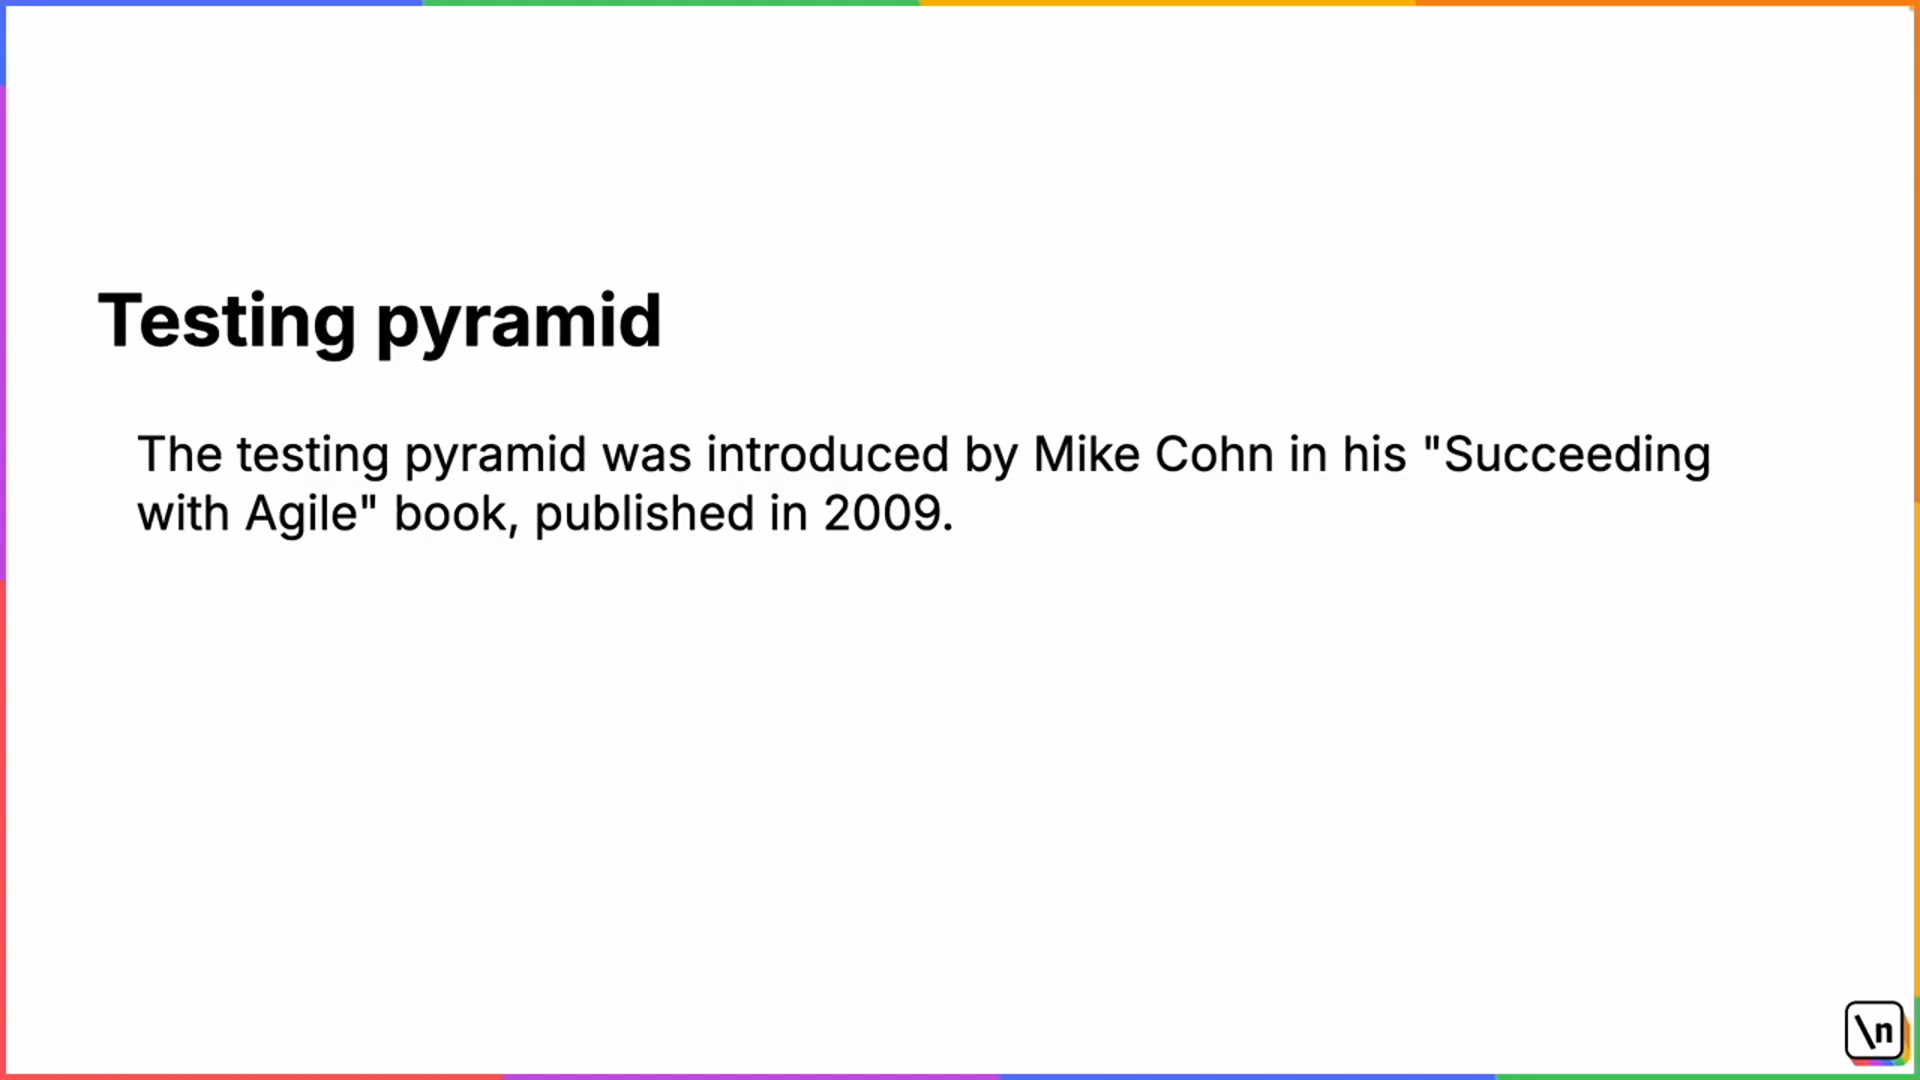 Testing pyramid
The testing pyramid was introduced by Mike Cohn in his "Succeeding
with Agile" book, published in 2009.
\n